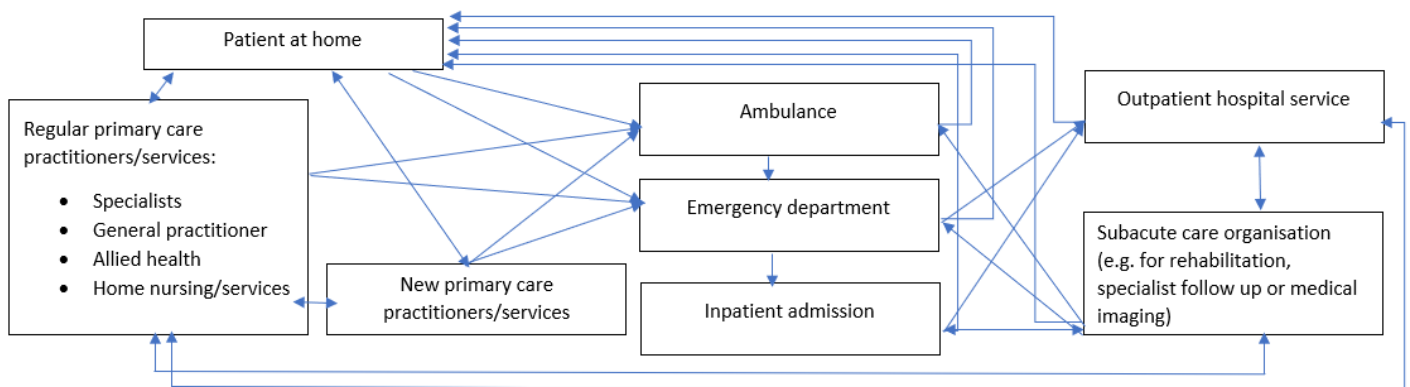 Patient at home
Regular primary care
practitioners/services:
• Specialists
• General practitioner
• Allied health
• Home nursing/services
New primary care
practitioners/services
Ambulance
Emergency department
Inpatient admission
Outpatient hospital service
Subacute care organisation
(e.g. for rehabilitation,
specialist follow up or medical
imaging)